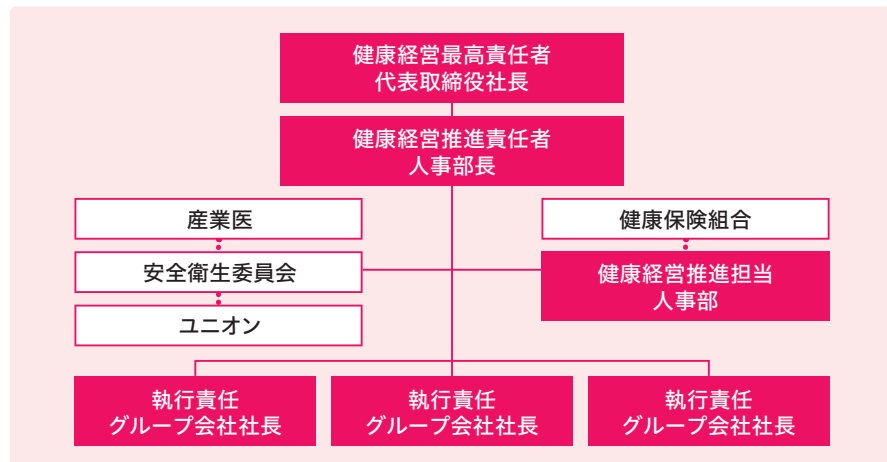 健康経営最高責任者
代表取締役社長
健康経営推進責任者
人事部長
産業医
安全衛生委員会
ユニオン
健康保険組合
健康経営推進担当
人事部
執行責任
グループ会社社長
執行責任
グループ会社社長
執行責任
グループ会社社長